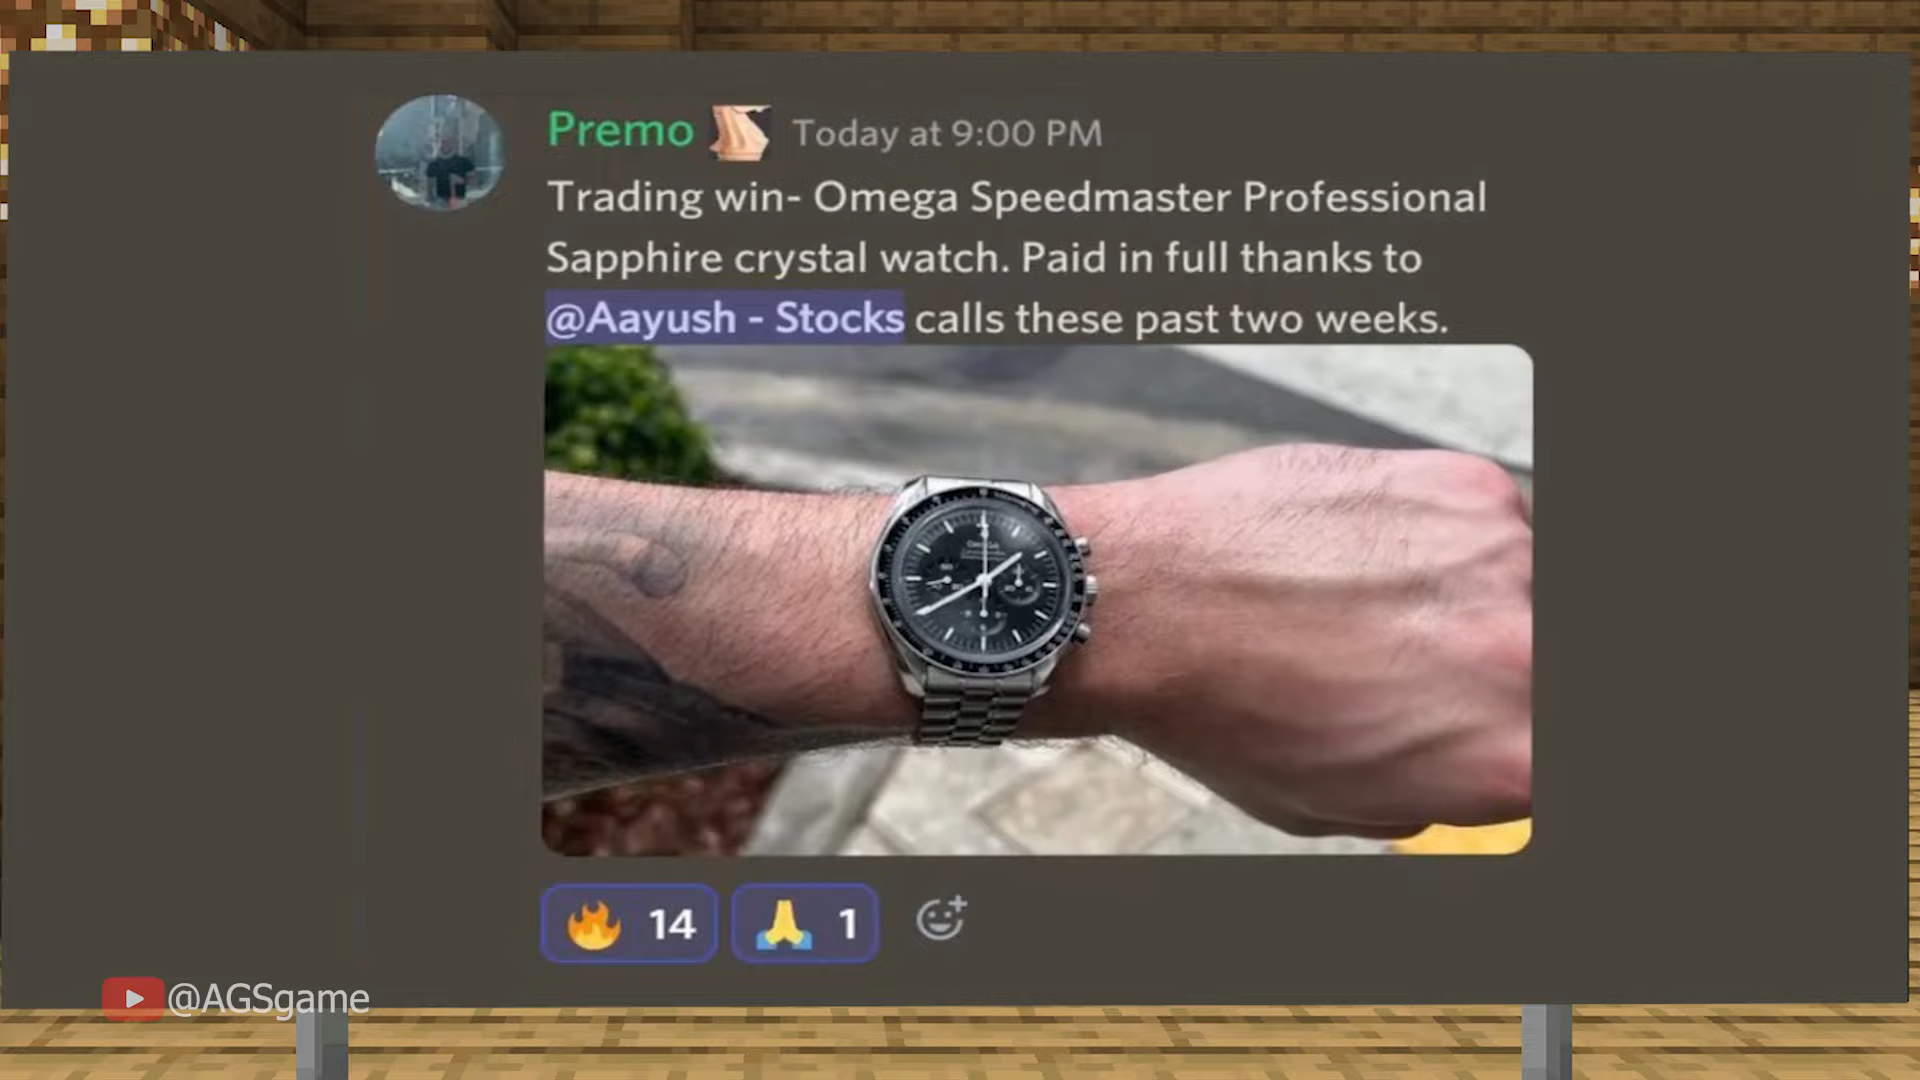 Premo Today at 9:00 PM
Trading win- Omega Speedmaster Professional
Sapphire crystal watch. Paid in full thanks to
@Aayush - Stocks calls these past two weeks.
14 1
@AGSgame